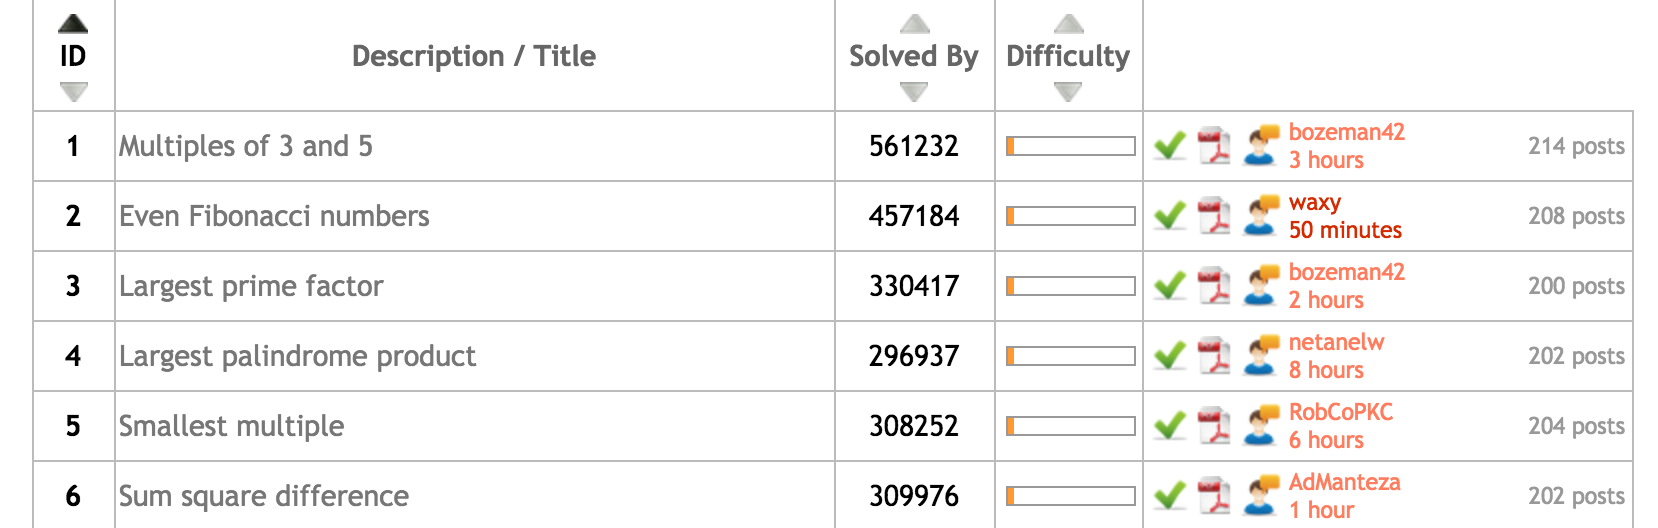 ID Description / Title Solved By Difficulty
1 Multiples of 3 and 5 561232 bozeman42 214 posts
3 hours
2 Even Fibonacci numbers 457184 waxy 208 posts
50 minutes
3 Largest prime factor 330417 bozeman42 200 posts
2 hours
4 Largest palindrome product 296937 netanelw 202 posts
8 hours
5 Smallest multiple 308252 RobCoPKC 204 posts
6 hours
6 Sum square difference 309976 AdManteza 202 posts
1 hour